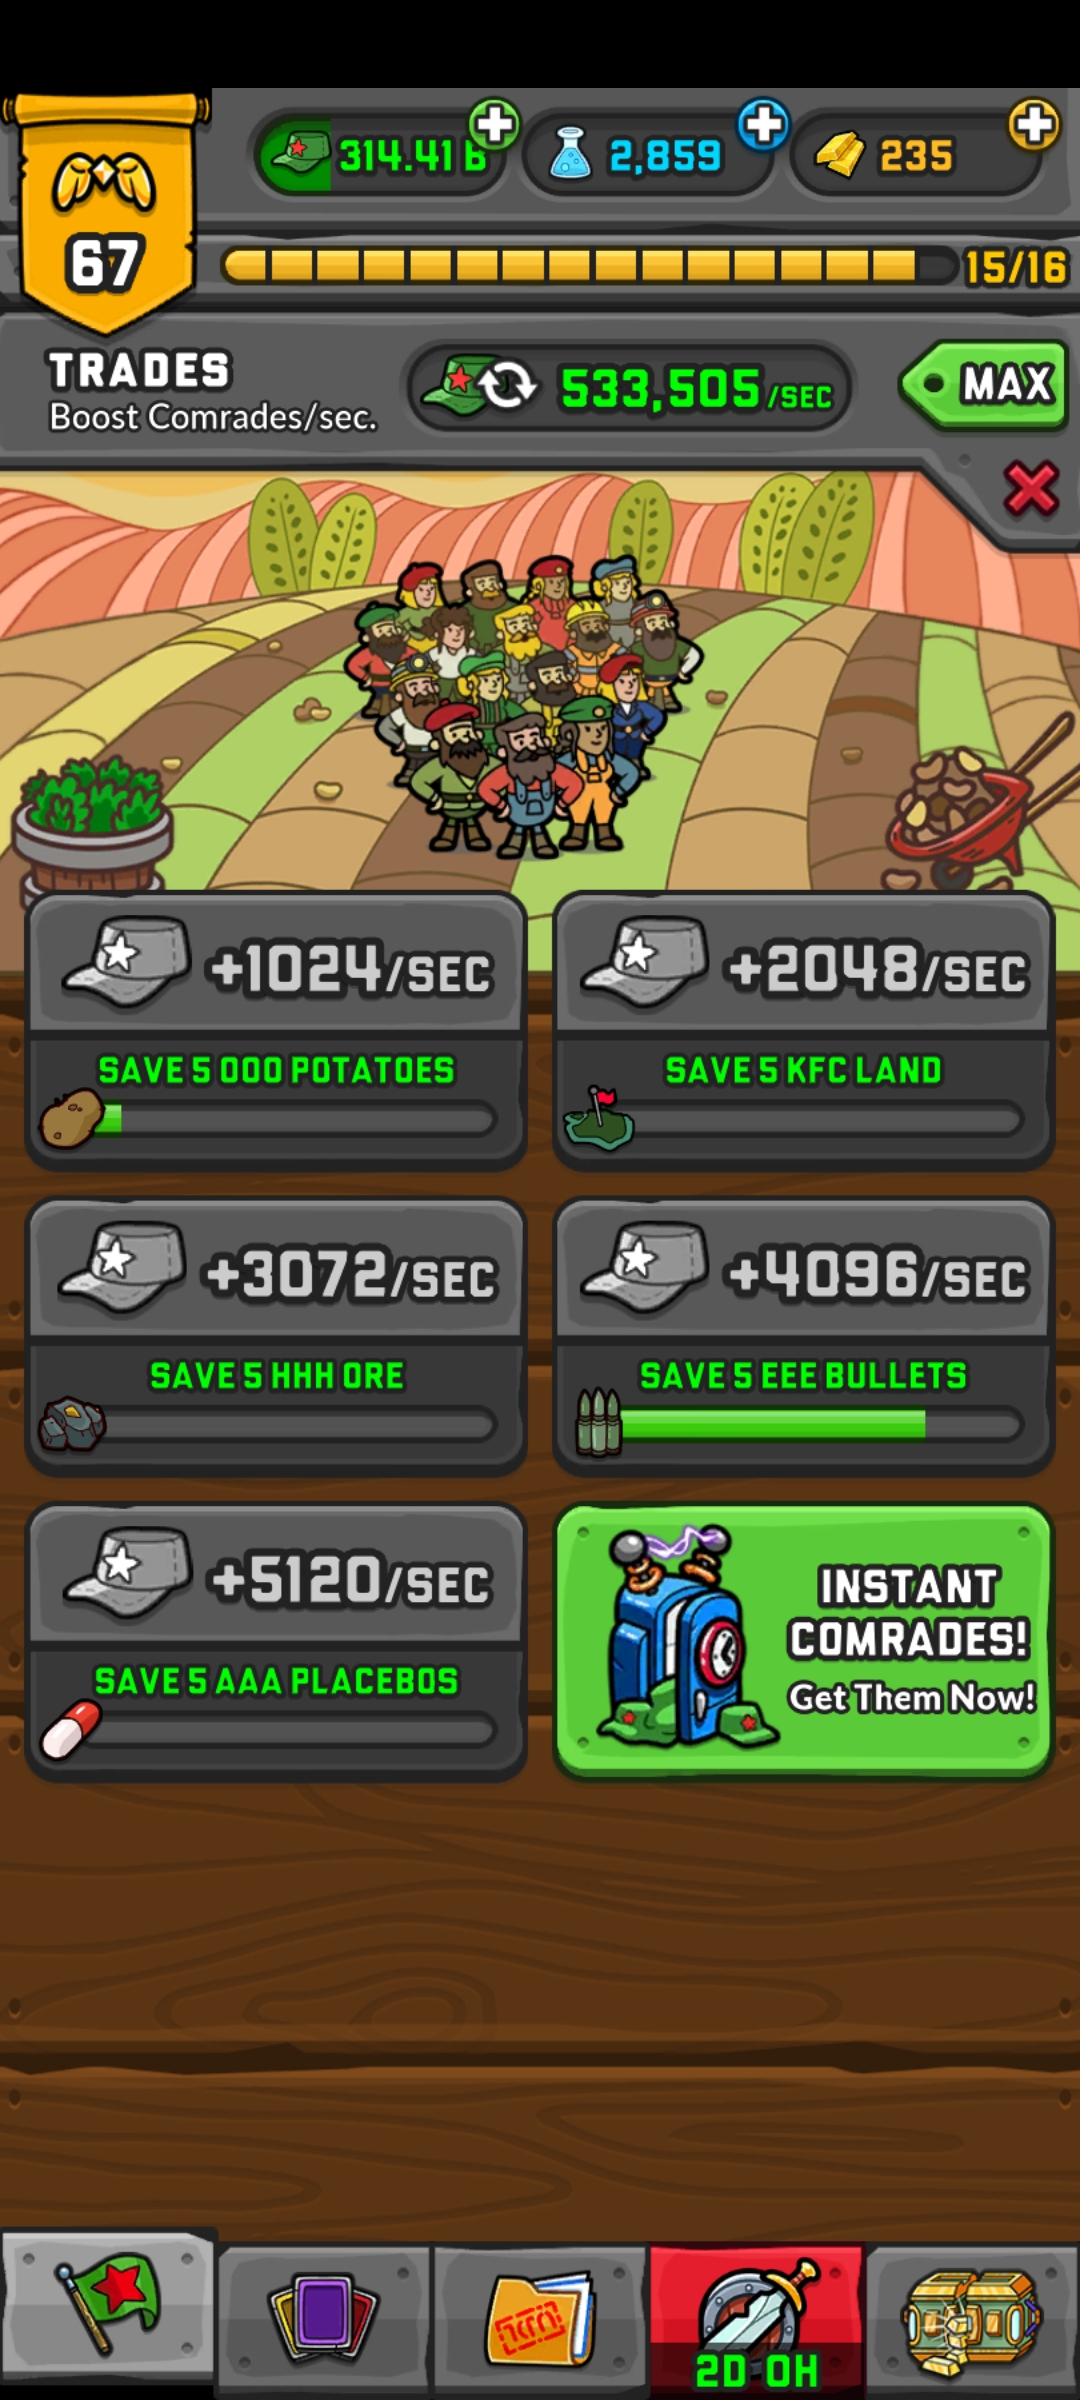 67
314.41 B
2,859
235
15/16
TRADES
Boost Comrades/sec.
533,505/SEC
MAX
+1024/SEC
SAVE 5 000 POTATOES
+2048/SEC
SAVE 5 KFC LAND
+3072/SEC
SAVE 5 HHH ORE
+4096/SEC
SAVE 5 EEE BULLETS
+5120/SEC
SAVE 5 AAA PLACEBOS
INSTANT
COMRADES!
Get Them Now!
2D 0H